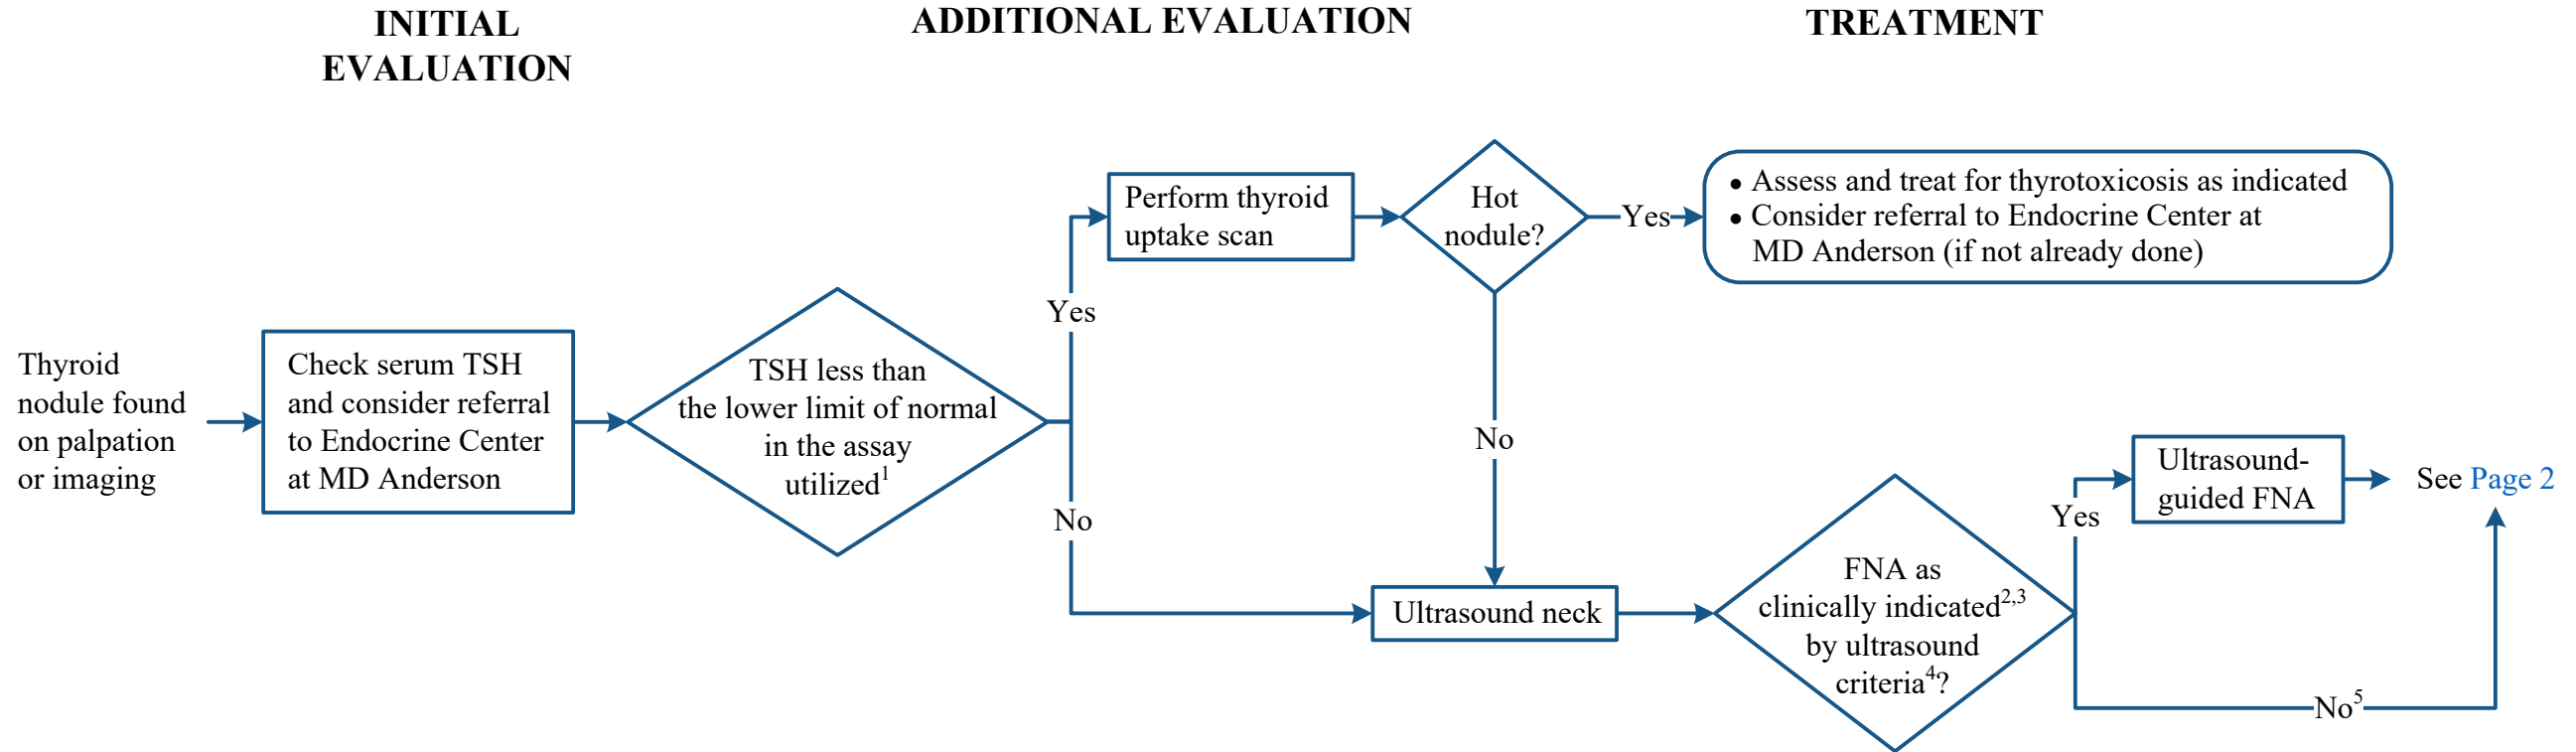 INITIAL
EVALUATION
ADDITIONAL EVALUATION
TREATMENT
Thyroid
nodule found
on palpation
or imaging
Check serum TSH
and consider referral
to Endocrine Center
at MD Anderson
TSH less than
the lower limit of normal
in the assay
utilized1
Yes
Perform thyroid
uptake scan
Hot
nodule?
Yes
• Assess and treat for thyrotoxicosis as indicated
• Consider referral to Endocrine Center at
MD Anderson (if not already done)
No
No
Ultrasound neck
FNA as
clinically indicated2,3
by ultrasound
criteria4?
Yes
Ultrasound-
guided FNA
See Page 2
No5